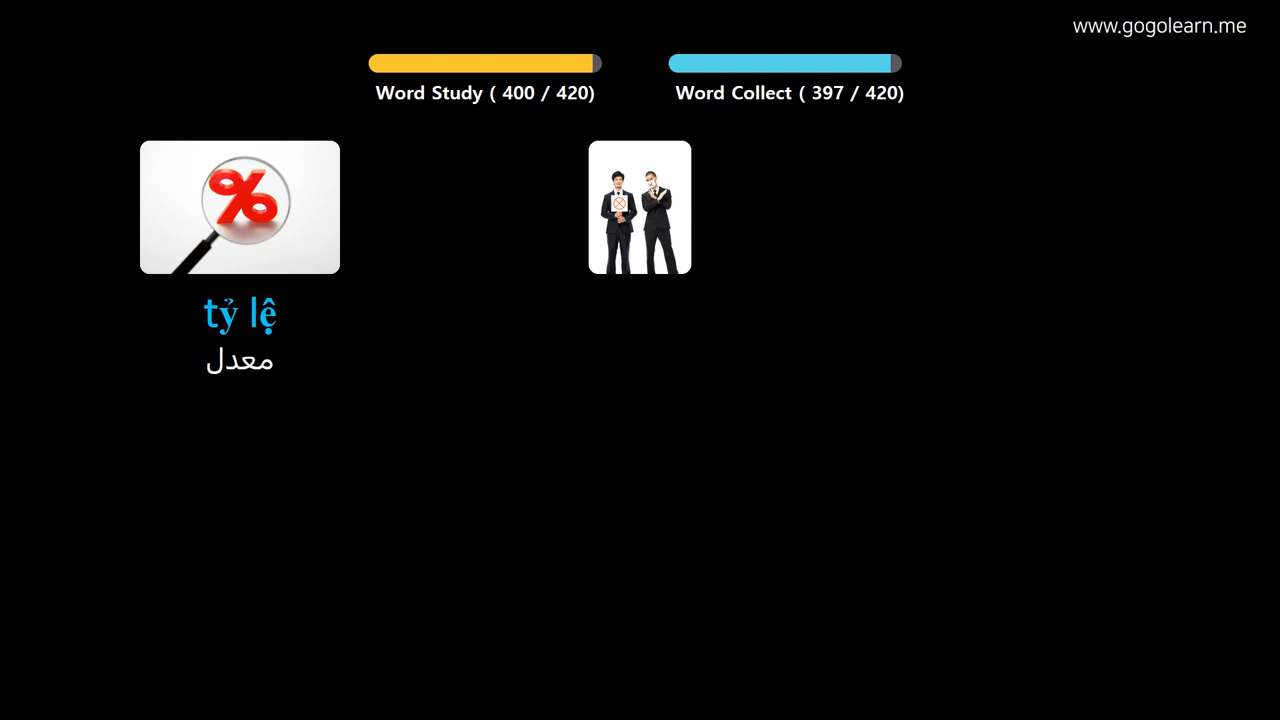 www.gogolearn.me
Word Study ( 400 / 420)
Word Collect ( 397 / 420)
%
tỷ lệ
معدل